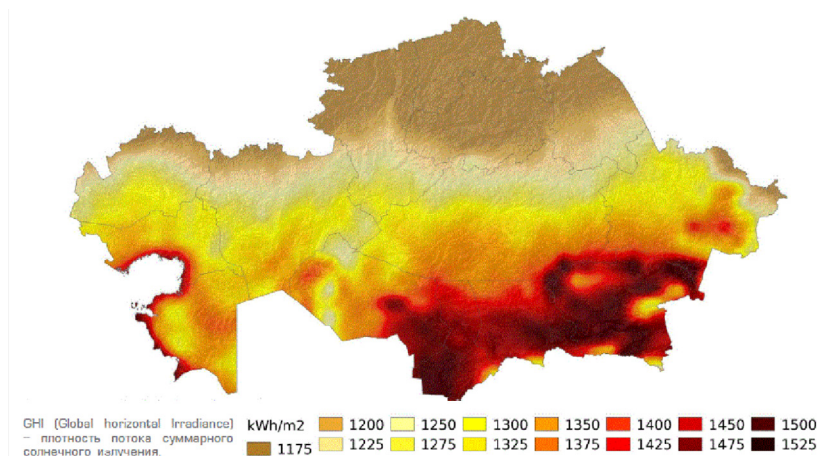 GHI (Global horizontal Irradiance)
– плотность потока суммарного
солнечного излучения.
kWh/m2
1200 1250 1300 1350 1400 1450 1500
1175 1225 1275 1325 1375 1425 1475 1525